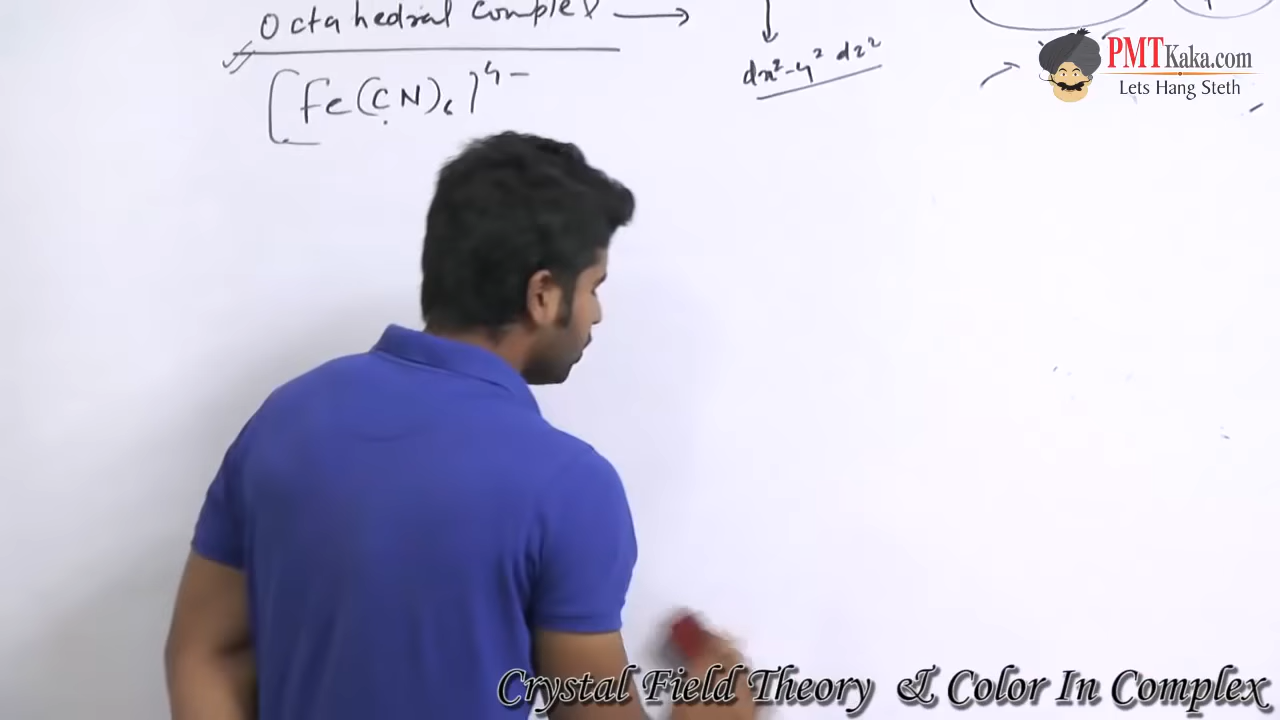 Octahedral complex →
dx²-y² dz²
[Fe(CN)₆]⁴⁻
PMTKaka.com
Lets Hang Steth
Crystal Field Theory & Color In Complex